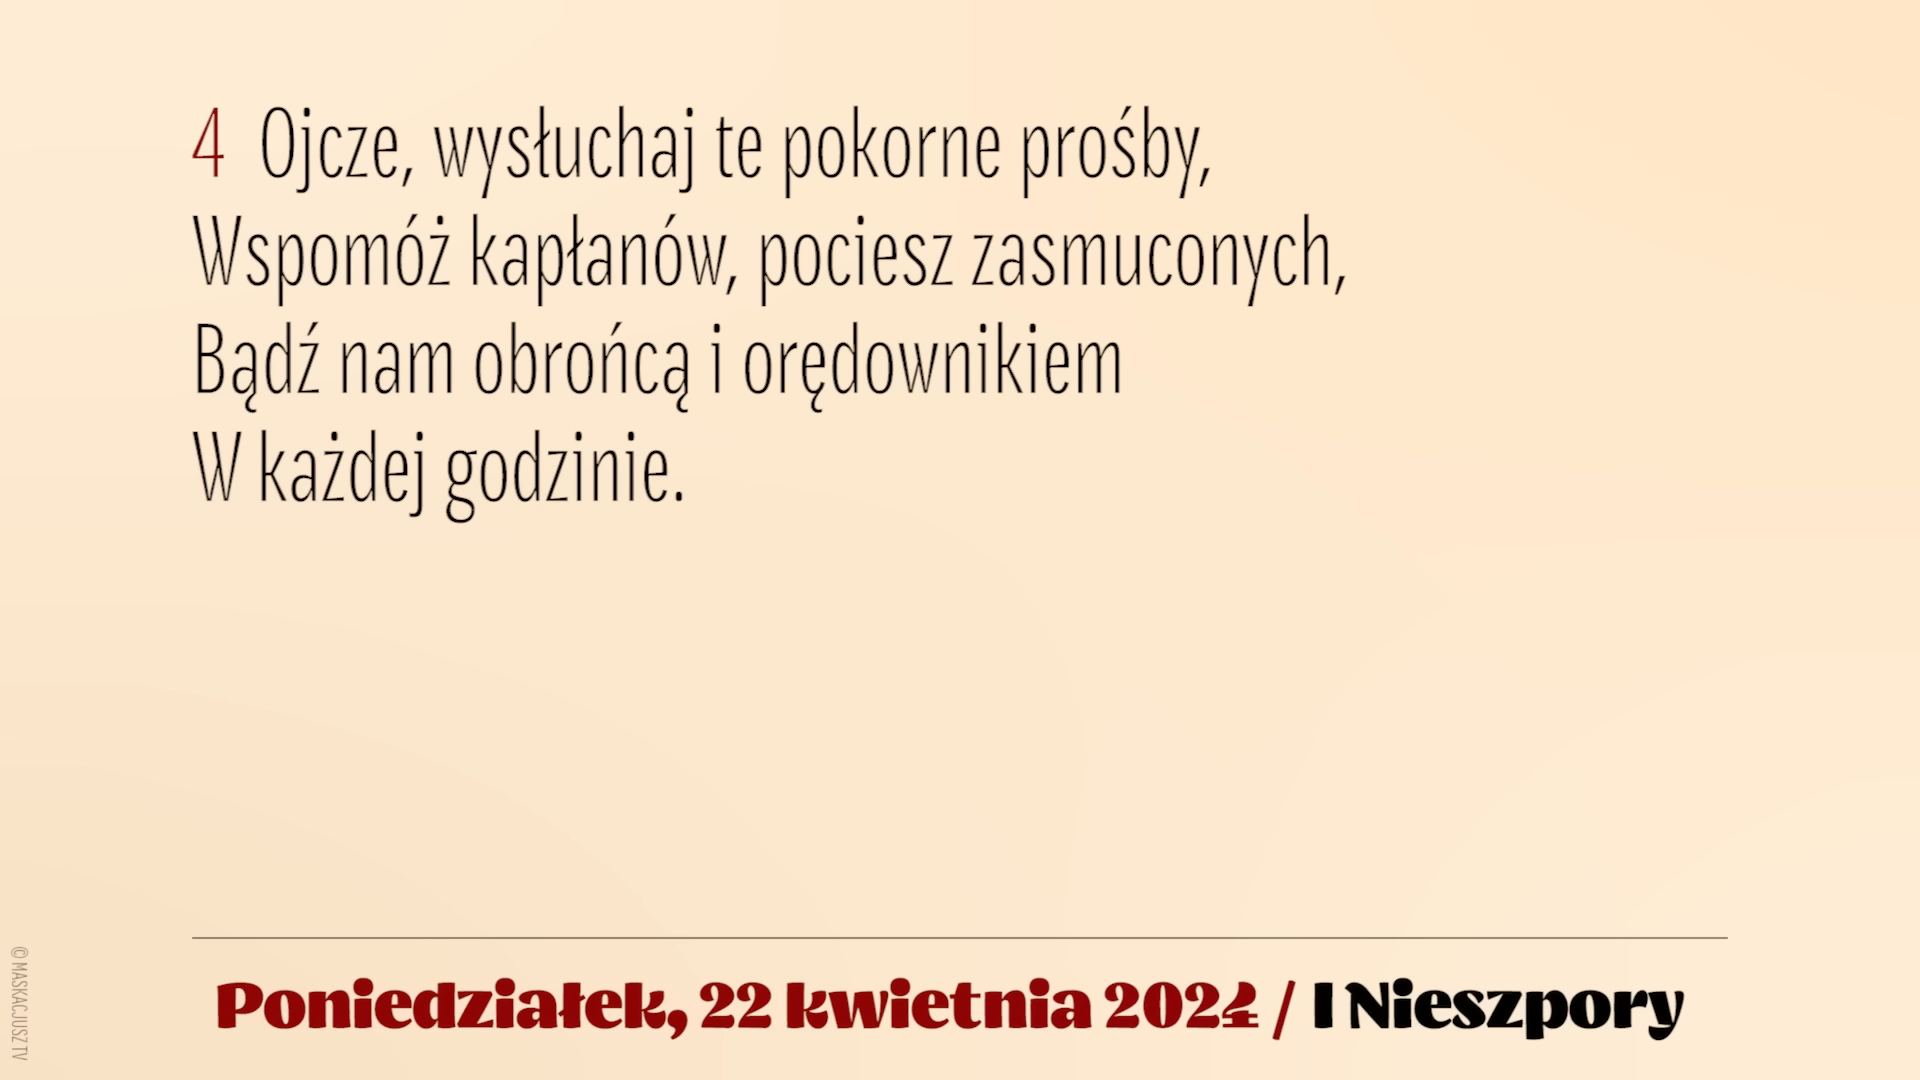 4 Ojcze, wysłuchaj te pokorne prośby,
Wspomóż kapłanów, pociesz zasmuconych,
Bądź nam obrońcą i orędownikiem
W każdej godzinie.
© MASKACJUSZ TV
Poniedziałek, 22 kwietnia 2024 / I Nieszpory